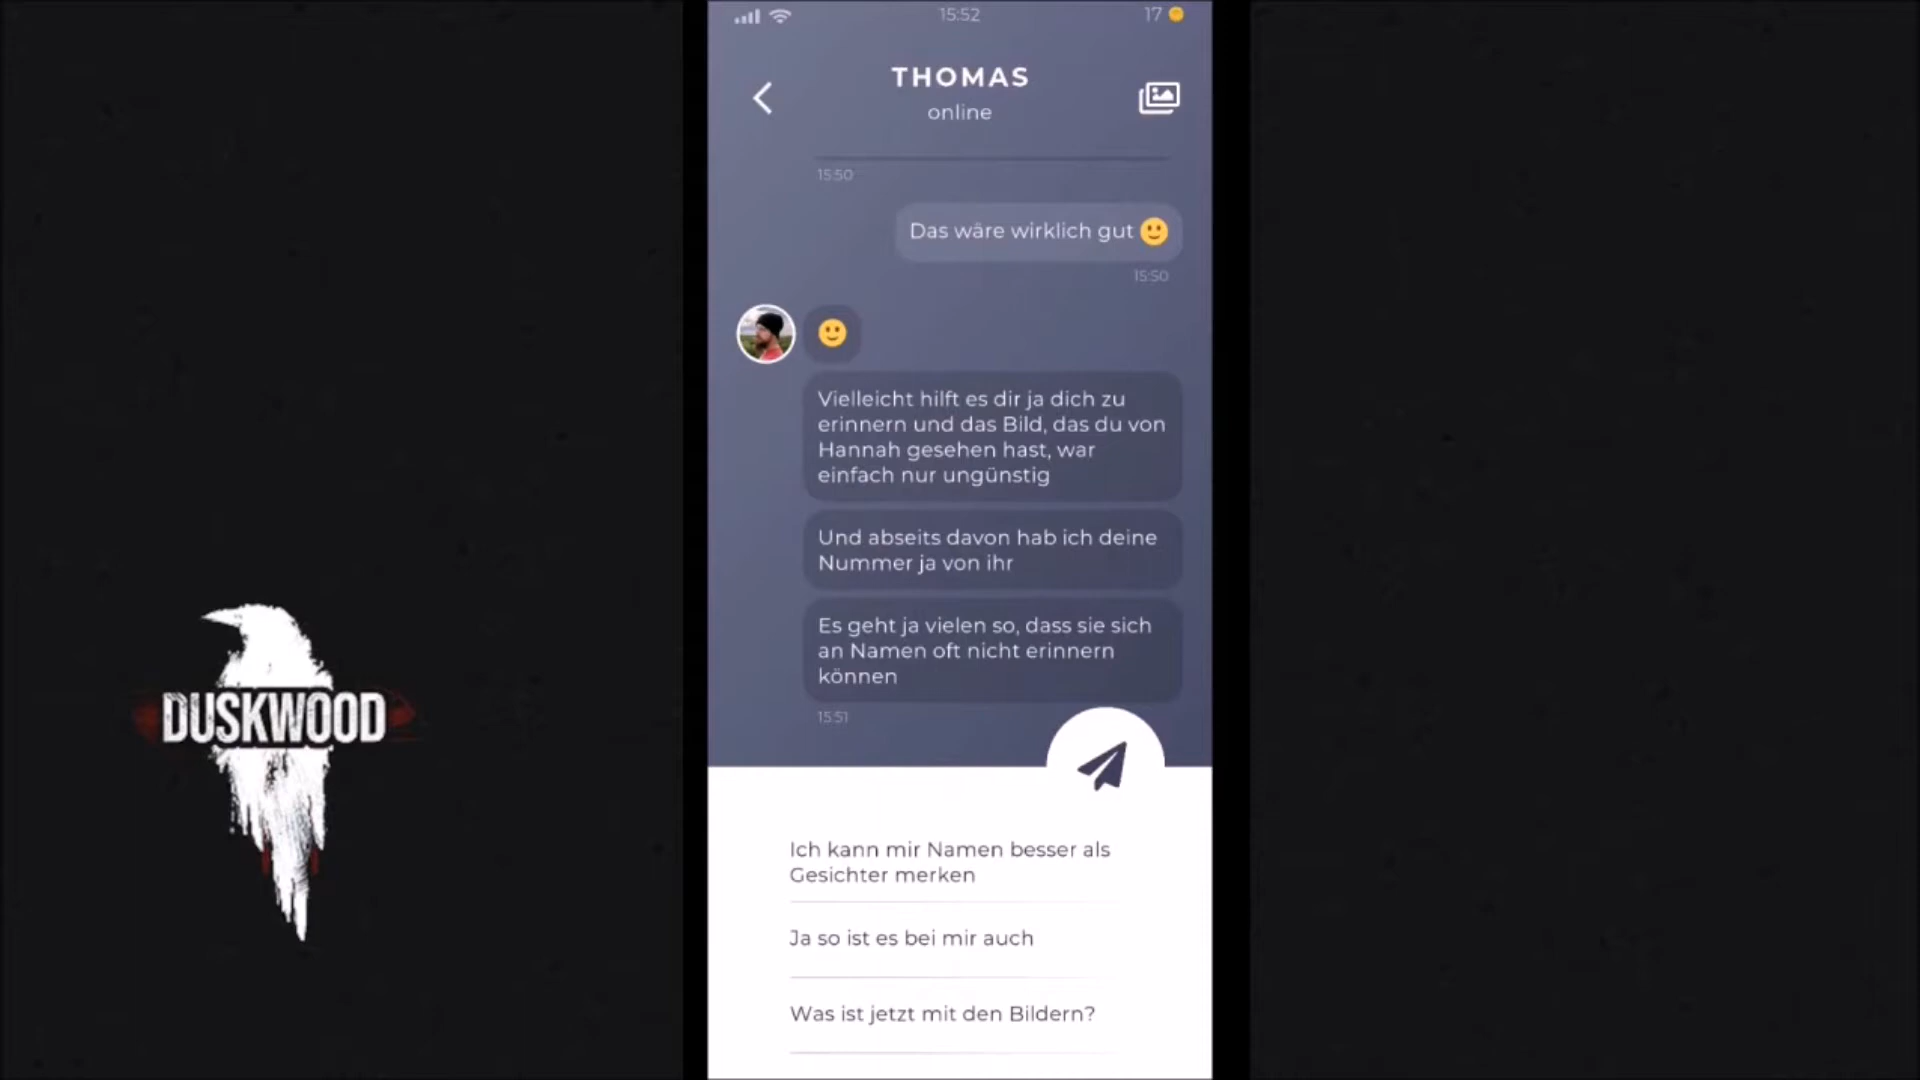 15:52
17
THOMAS
online
15:50
Das wäre wirklich gut 🙂
15:50
🙂
Vielleicht hilft es dir ja dich zu
erinnern und das Bild, das du von
Hannah gesehen hast, war
einfach nur ungünstig
Und abseits davon hab ich deine
Nummer ja von ihr
Es geht ja vielen so, dass sie sich
an Namen oft nicht erinnern
können
15:51
DUSKWOOD
Ich kann mir Namen besser als
Gesichter merken
Ja so ist es bei mir auch
Was ist jetzt mit den Bildern?